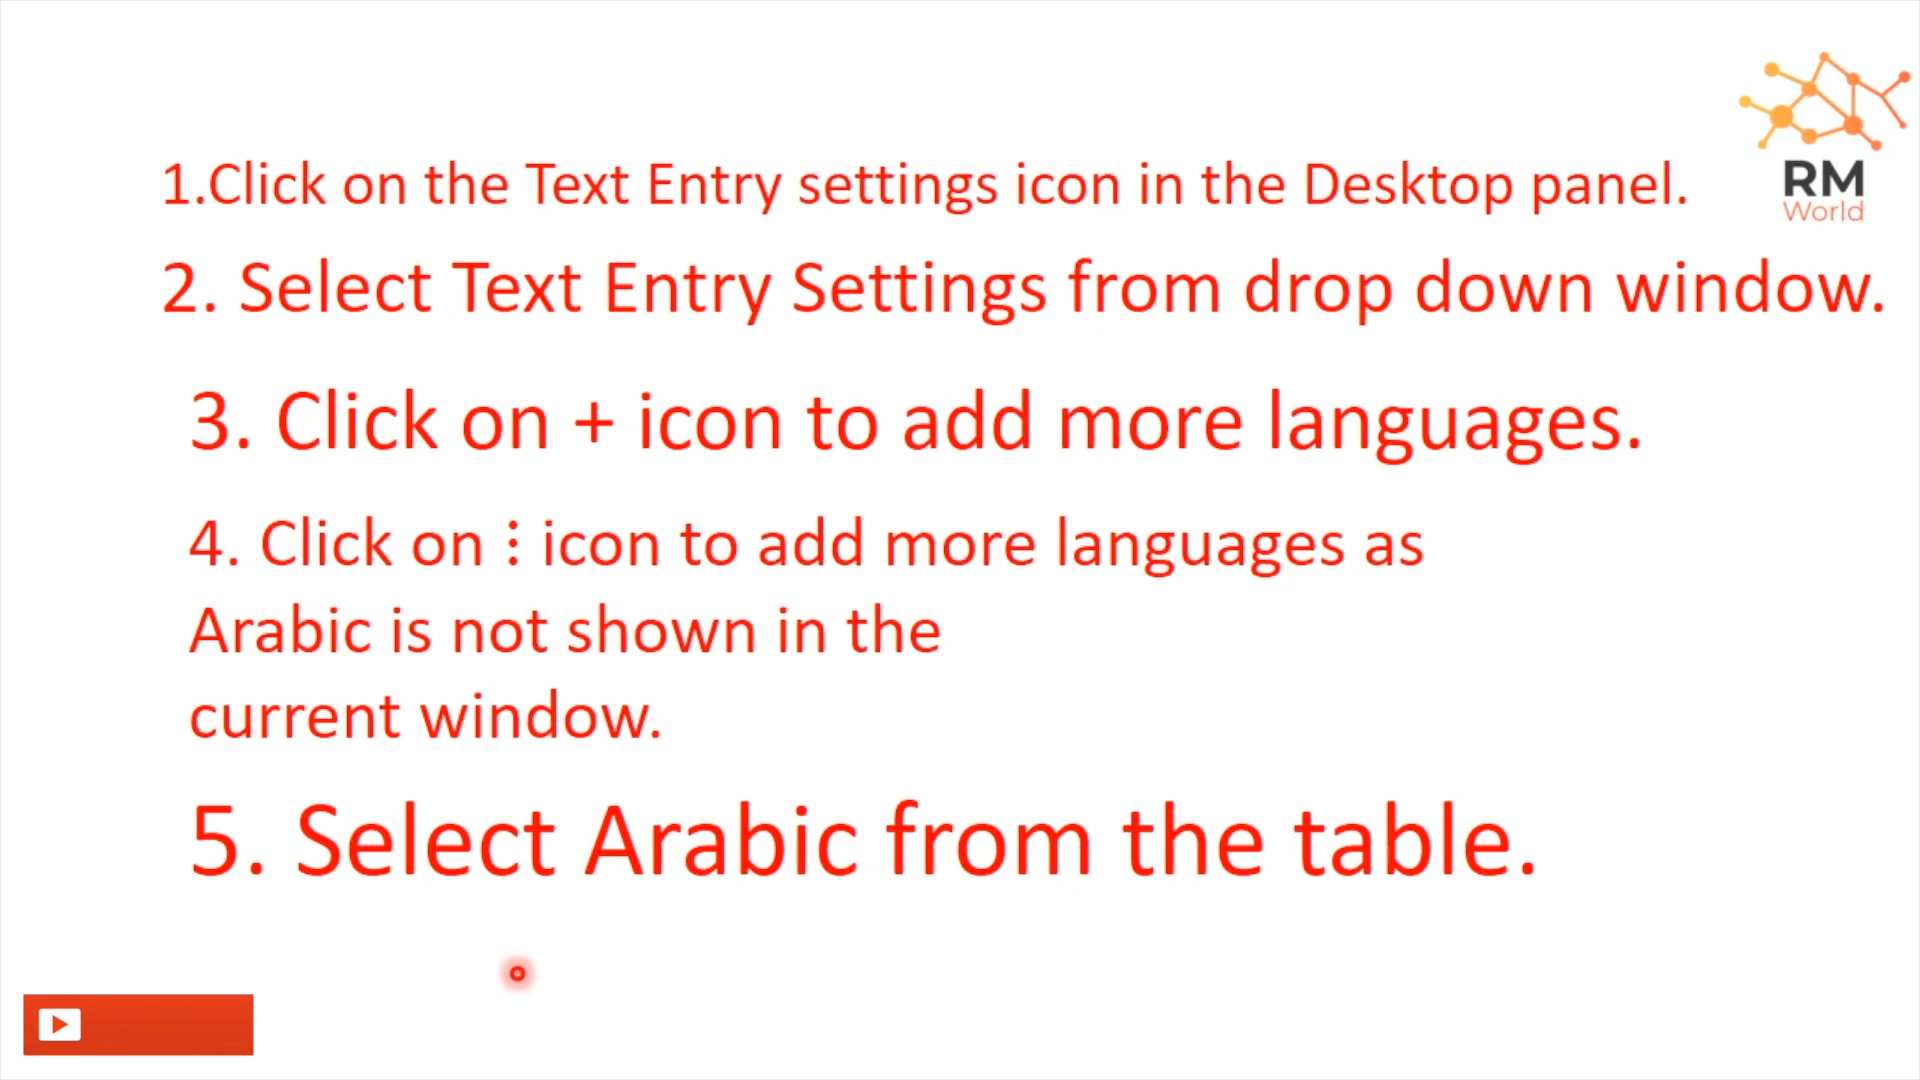 RM
World
1.Click on the Text Entry settings icon in the Desktop panel.
2. Select Text Entry Settings from drop down window.
3. Click on + icon to add more languages.
4. Click on ⋮ icon to add more languages as
Arabic is not shown in the
current window.
5. Select Arabic from the table.